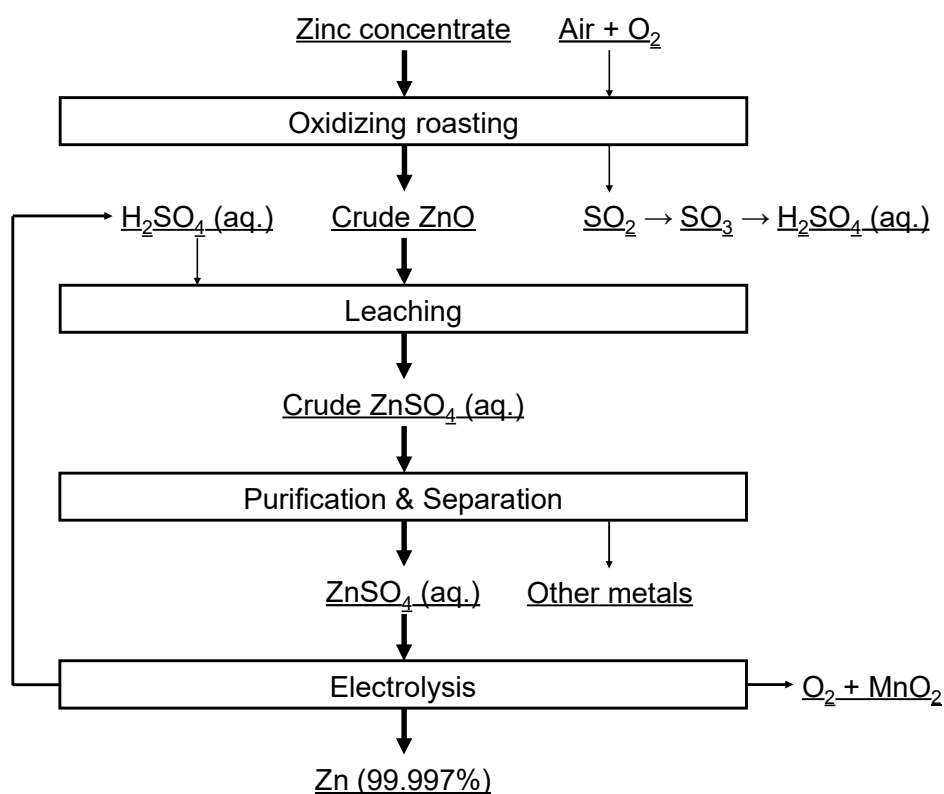 Zinc concentrate Air + O₂
Oxidizing roasting
H₂SO₄ (aq.) Crude ZnO SO₂ → SO₃ → H₂SO₄ (aq.)
Leaching
Crude ZnSO₄ (aq.)
Purification & Separation
ZnSO₄ (aq.) Other metals
Electrolysis O₂ + MnO₂
Zn (99.997%)